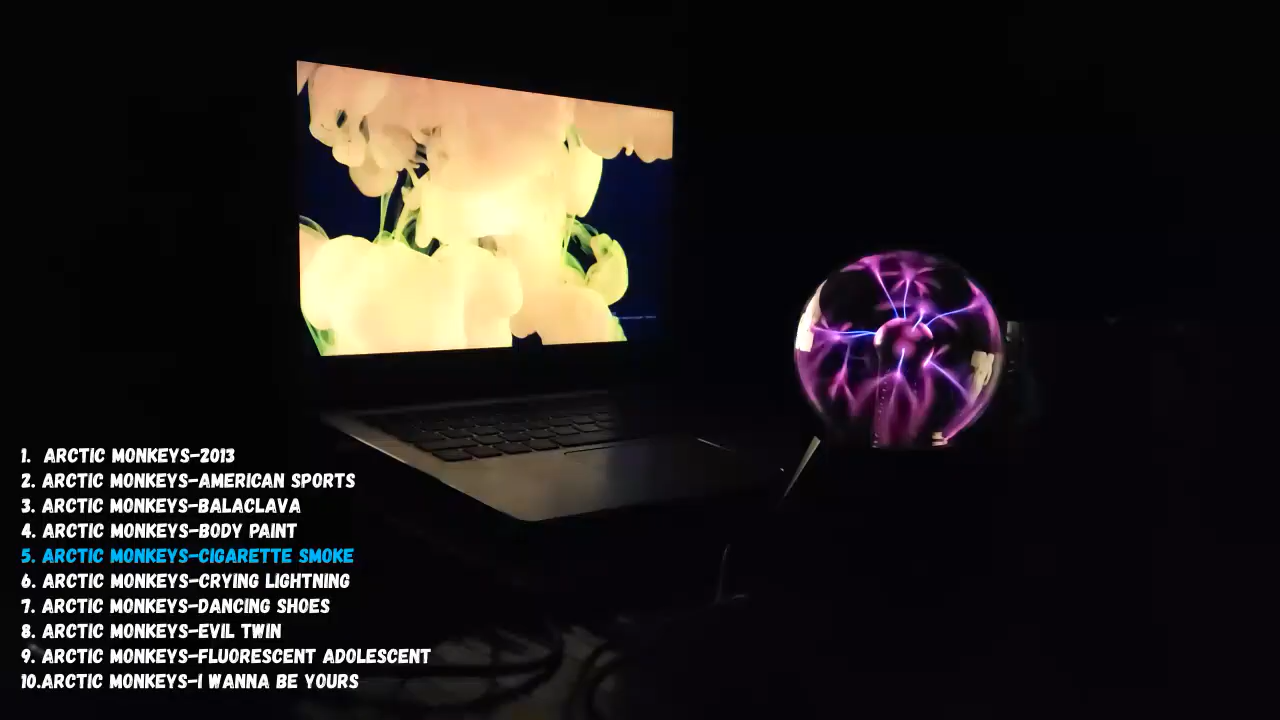 1. ARCTIC MONKEYS-2013
2. ARCTIC MONKEYS-AMERICAN SPORTS
3. ARCTIC MONKEYS-BALACLAVA
4. ARCTIC MONKEYS-BODY PAINT
5. ARCTIC MONKEYS-CIGARETTE SMOKE
6. ARCTIC MONKEYS-CRYING LIGHTNING
7. ARCTIC MONKEYS-DANCING SHOES
8. ARCTIC MONKEYS-EVIL TWIN
9. ARCTIC MONKEYS-FLUORESCENT ADOLESCENT
10.ARCTIC MONKEYS-I WANNA BE YOURS